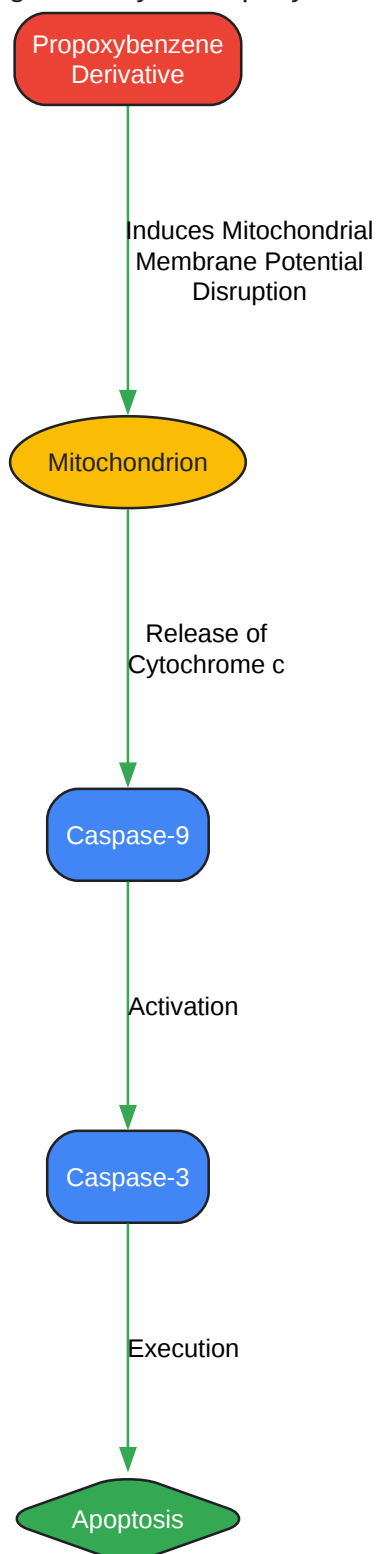 Propoxybenzene
Derivative
Induces Mitochondrial
Membrane Potential
Disruption
Mitochondrion
Release of
Cytochrome c
Caspase-9
Activation
Caspase-3
Execution
Apoptosis